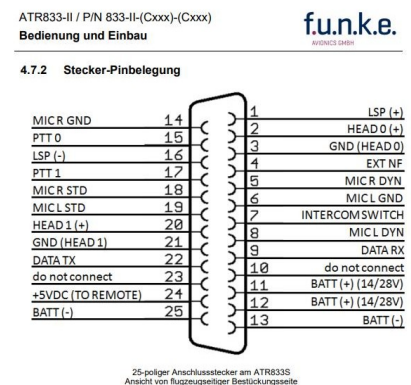 ATR833-II / P/N 833-II-(Cxxx)-(Cxxx)
Bedienung und Einbau
f.u.n.k.e.
AVIONICS GMBH
4.7.2 Stecker-Pinbelegung
1 LSP (+)
MIC R GND 14
2 HEAD 0 (+)
PTT 0 15
3 GND (HEAD 0)
LSP (-) 16
4 EXT NF
PTT 1 17
5 MIC R DYN
MIC R STD 18
6 MIC L GND
MIC L STD 19
7 INTERCOM SWITCH
HEAD 1 (+) 20
8 MIC L DYN
GND (HEAD 1) 21
9 DATA RX
DATA TX 22
10 do not connect
do not connect 23
11 BATT (+) (14/28V)
+5VDC (TO REMOTE) 24
12 BATT (+) (14/28V)
BATT (-) 25
13 BATT (-)
25-poliger Anschlussstecker am ATR833S
Ansicht von flugzeugseitiger Bestückungsseite